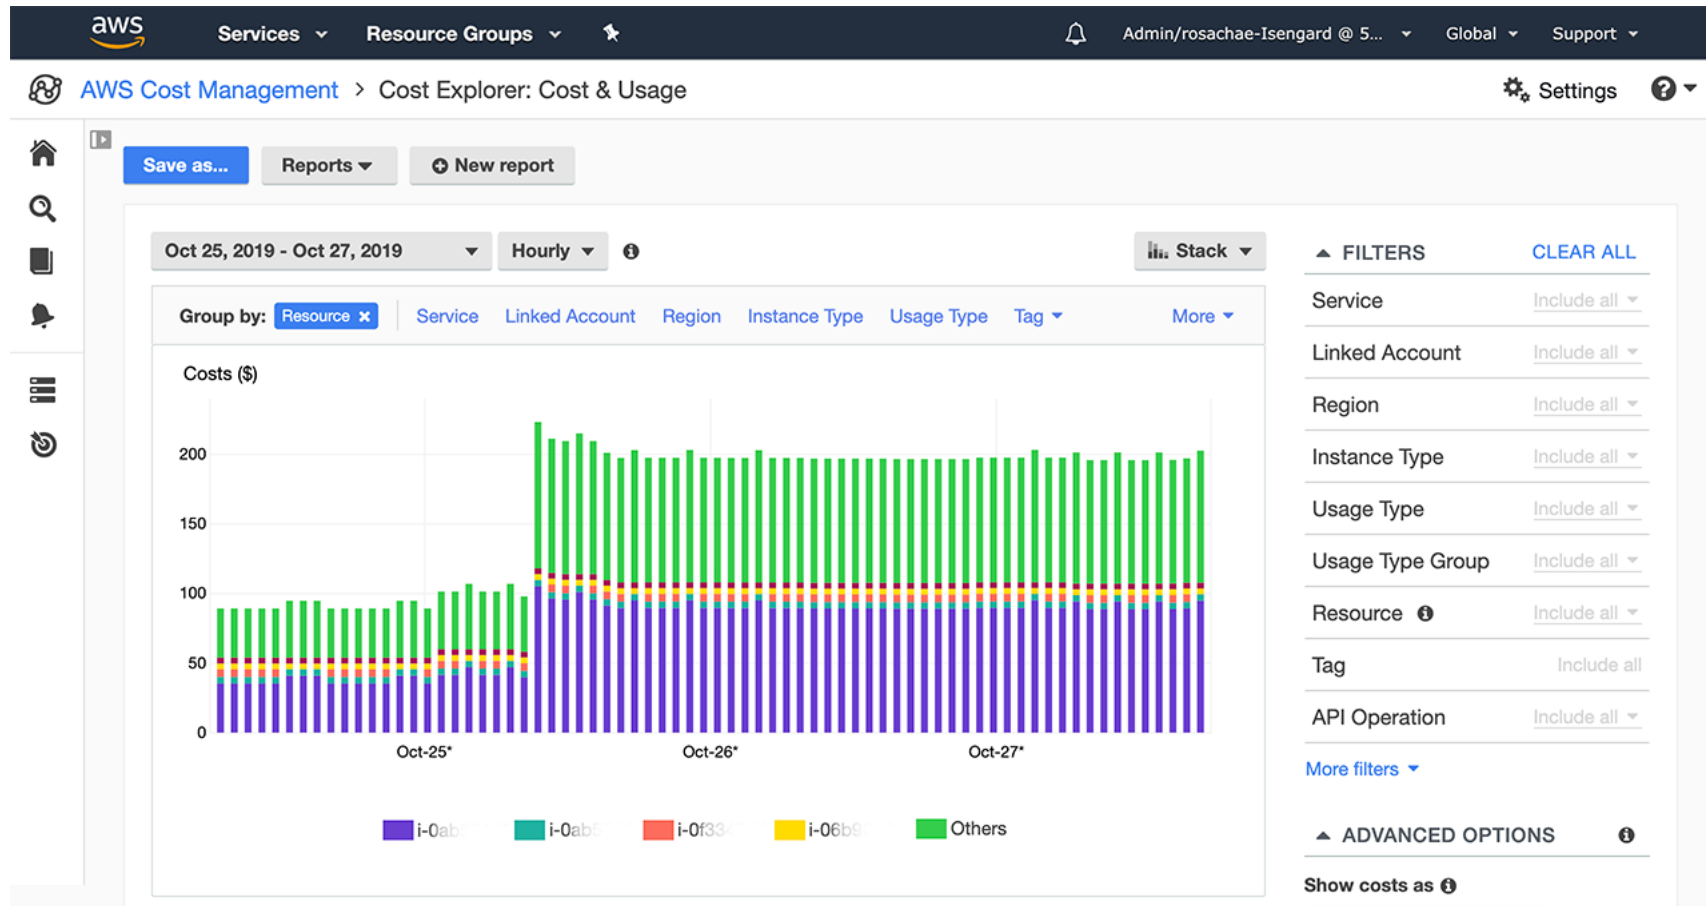 aws Services Resource Groups Admin/rosachae-Isengard @ 5... Global Support
AWS Cost Management > Cost Explorer: Cost & Usage Settings
Save as... Reports New report
Oct 25, 2019 - Oct 27, 2019 Hourly Stack
Group by: Resource × Service Linked Account Region Instance Type Usage Type Tag More
Costs ($)
200
150
100
50
0
Oct-25* Oct-26* Oct-27*
i-0ab i-0ab i-0f33 i-06b9 Others
FILTERS CLEAR ALL
Service Include all
Linked Account Include all
Region Include all
Instance Type Include all
Usage Type Include all
Usage Type Group Include all
Resource Include all
Tag Include all
API Operation Include all
More filters
ADVANCED OPTIONS
Show costs as